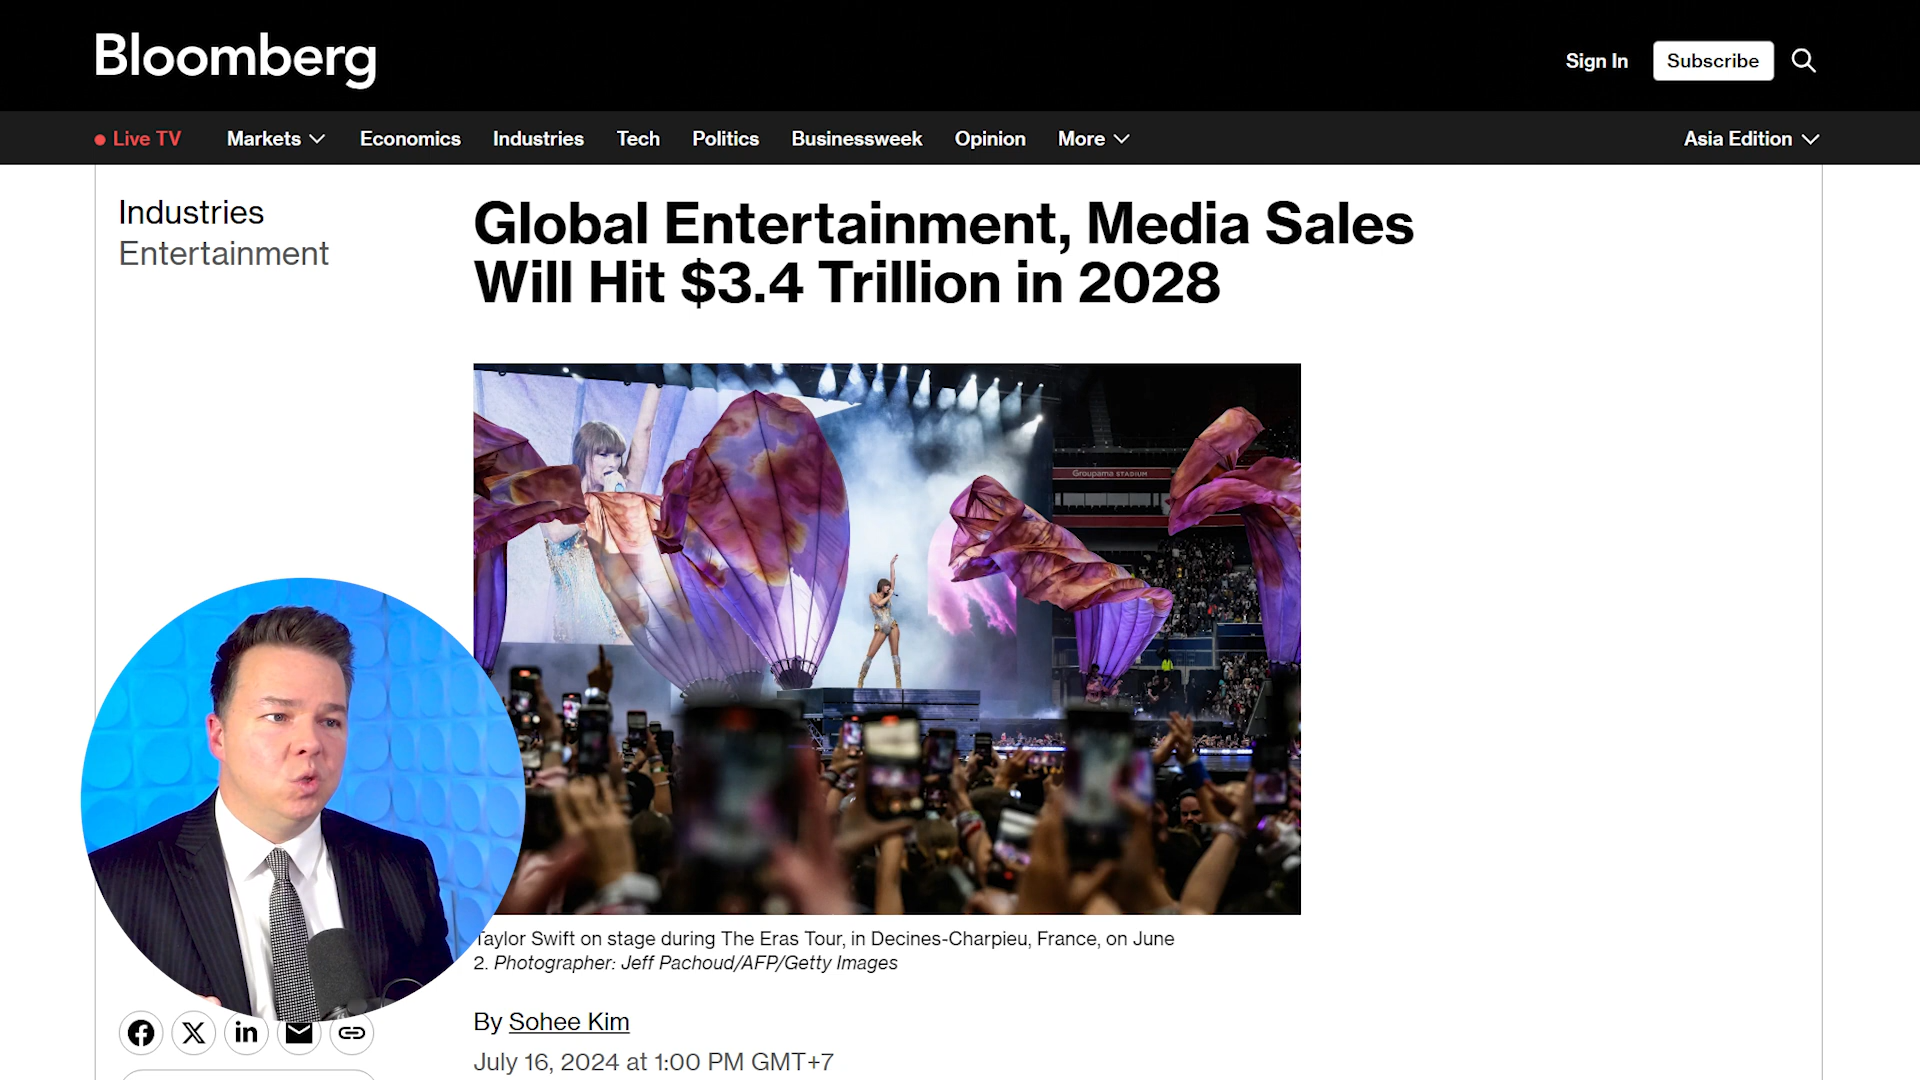 Bloomberg
Sign In
Subscribe
Live TV
Markets
Economics
Industries
Tech
Politics
Businessweek
Opinion
More
Asia Edition
Industries
Entertainment
Global Entertainment, Media Sales
Will Hit $3.4 Trillion in 2028
Groupama STADIUM
Taylor Swift on stage during The Eras Tour, in Decines-Charpieu, France, on June
2. Photographer: Jeff Pachoud/AFP/Getty Images
By Sohee Kim
July 16, 2024 at 1:00 PM GMT+7